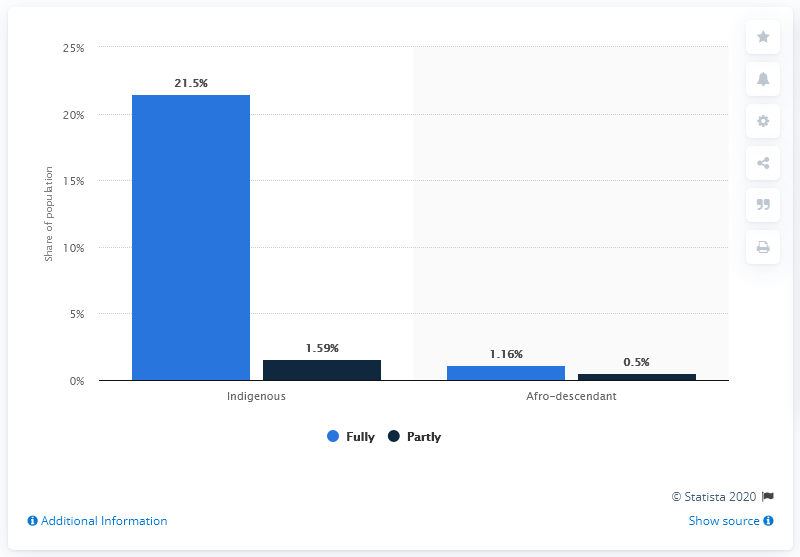 25%
21.5%
20%
15%
Share of population
10%
5%
1.59%
1.16%
0.5%
0%
Indigenous
Afro-descendant
Fully
Partly
© Statista 2020
Additional Information
Show source